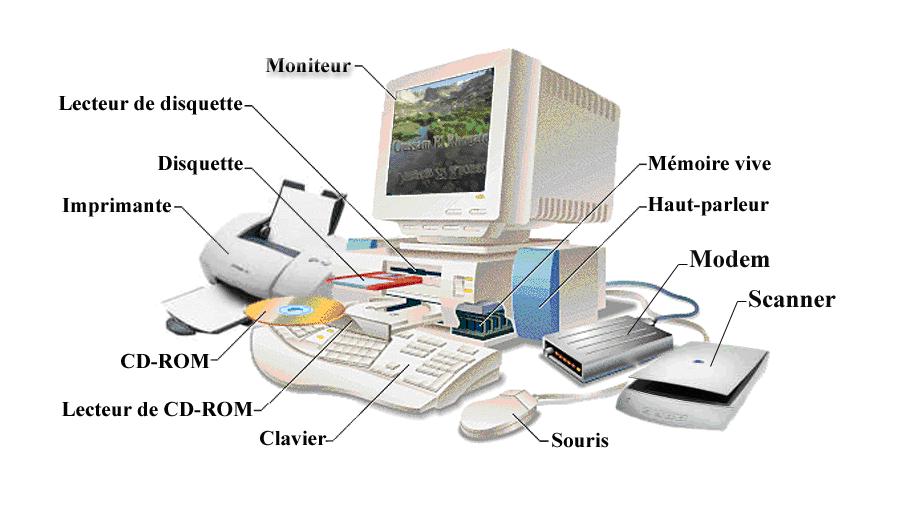 Moniteur
Lecteur de disquette
Disquette
Mémoire vive
Imprimante
Haut-parleur
Modem
Scanner
CD-ROM
Lecteur de CD-ROM
Clavier
Souris